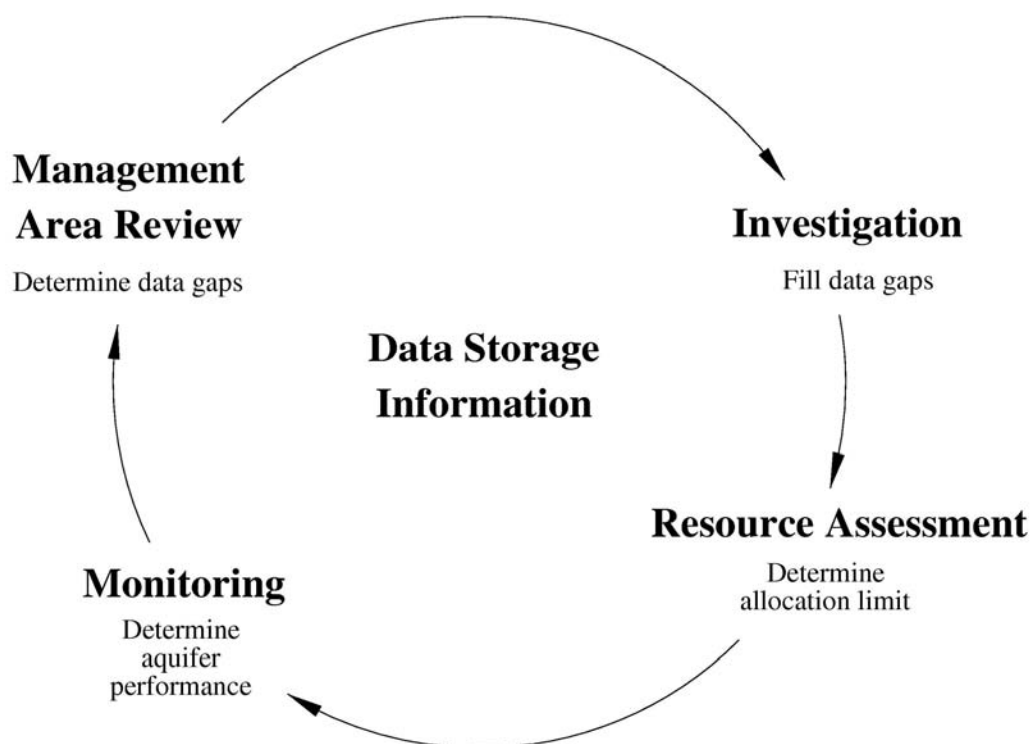 Management
Area Review
Determine data gaps
Investigation
Fill data gaps
Data Storage
Information
Resource Assessment
Determine
allocation limit
Monitoring
Determine
aquifer
performance